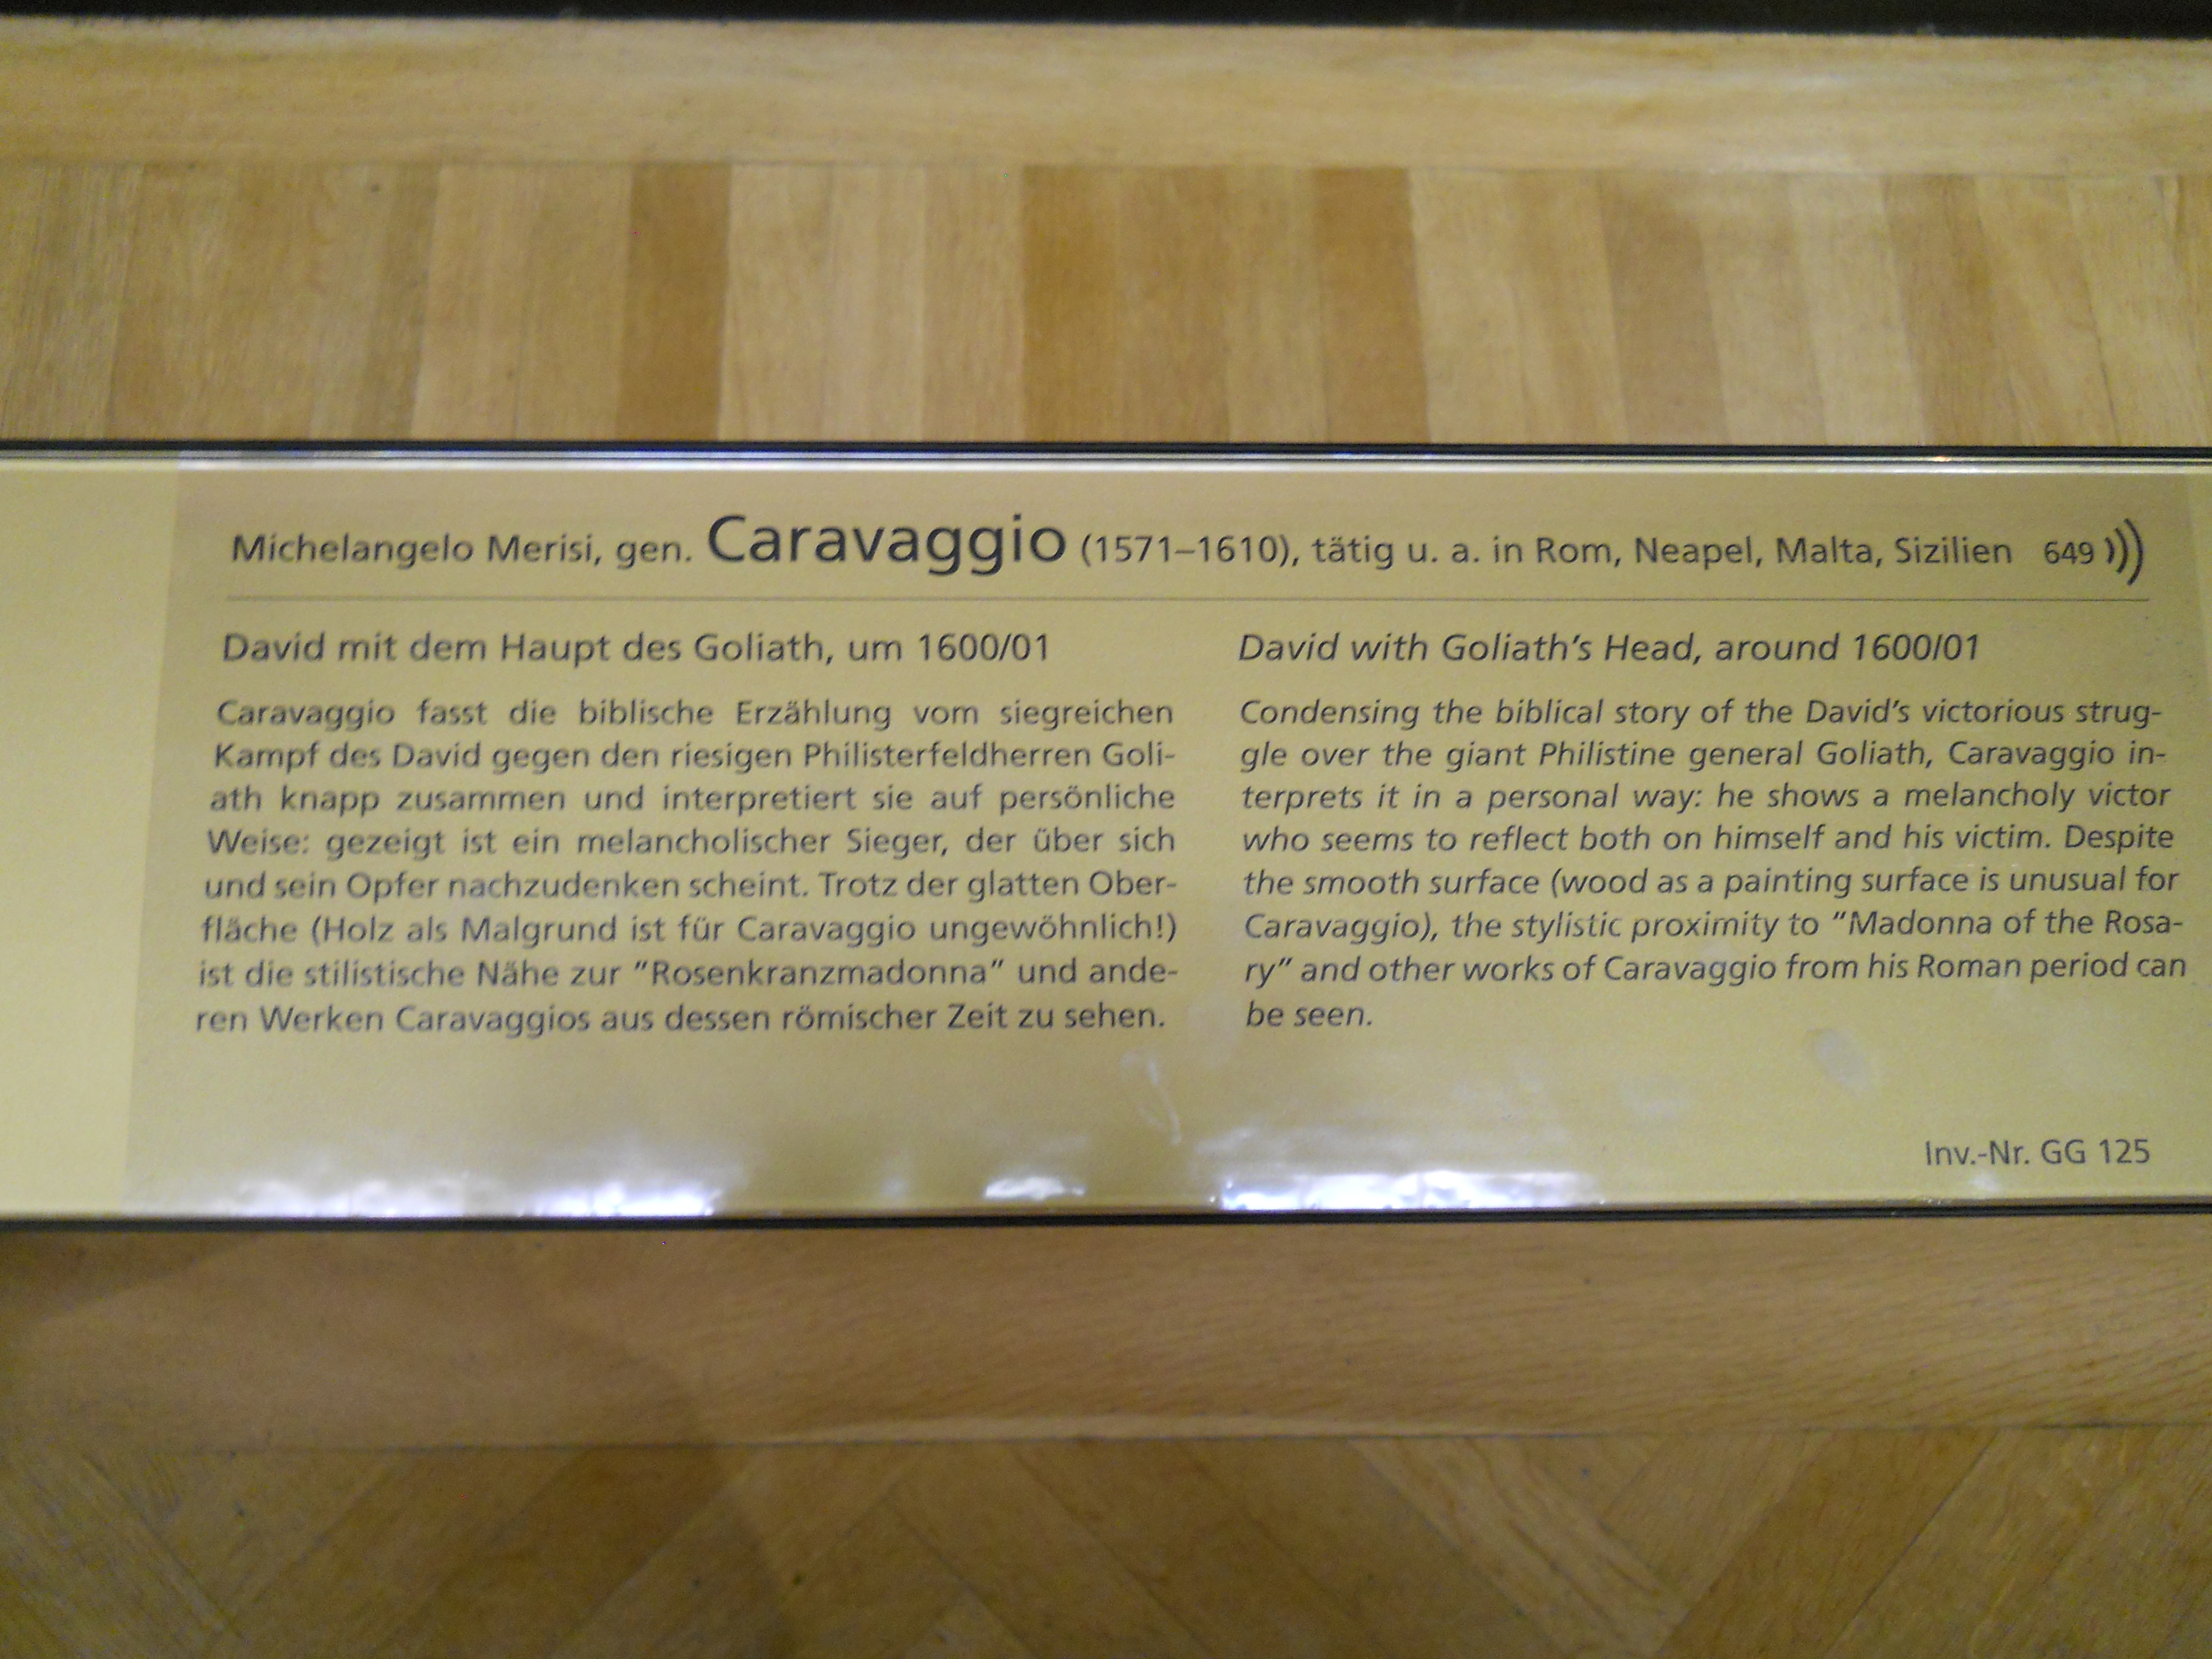 Michelangelo Merisi, gen. Caravaggio (1571–1610), tätig u. a. in Rom, Neapel, Malta, Sizilien 649
David mit dem Haupt des Goliath, um 1600/01
Caravaggio fasst die biblische Erzählung vom siegreichen
Kampf des David gegen den riesigen Philisterfeldherren Goli-
ath knapp zusammen und interpretiert sie auf persönliche
Weise: gezeigt ist ein melancholischer Sieger, der über sich
und sein Opfer nachzudenken scheint. Trotz der glatten Ober-
fläche (Holz als Malgrund ist für Caravaggio ungewöhnlich!)
ist die stilistische Nähe zur "Rosenkranzmadonna" und ande-
ren Werken Caravaggios aus dessen römischer Zeit zu sehen.
David with Goliath's Head, around 1600/01
Condensing the biblical story of the David's victorious strug-
gle over the giant Philistine general Goliath, Caravaggio in-
terprets it in a personal way: he shows a melancholy victor
who seems to reflect both on himself and his victim. Despite
the smooth surface (wood as a painting surface is unusual for
Caravaggio), the stylistic proximity to "Madonna of the Rosa-
ry" and other works of Caravaggio from his Roman period can
be seen.
Inv.-Nr. GG 125